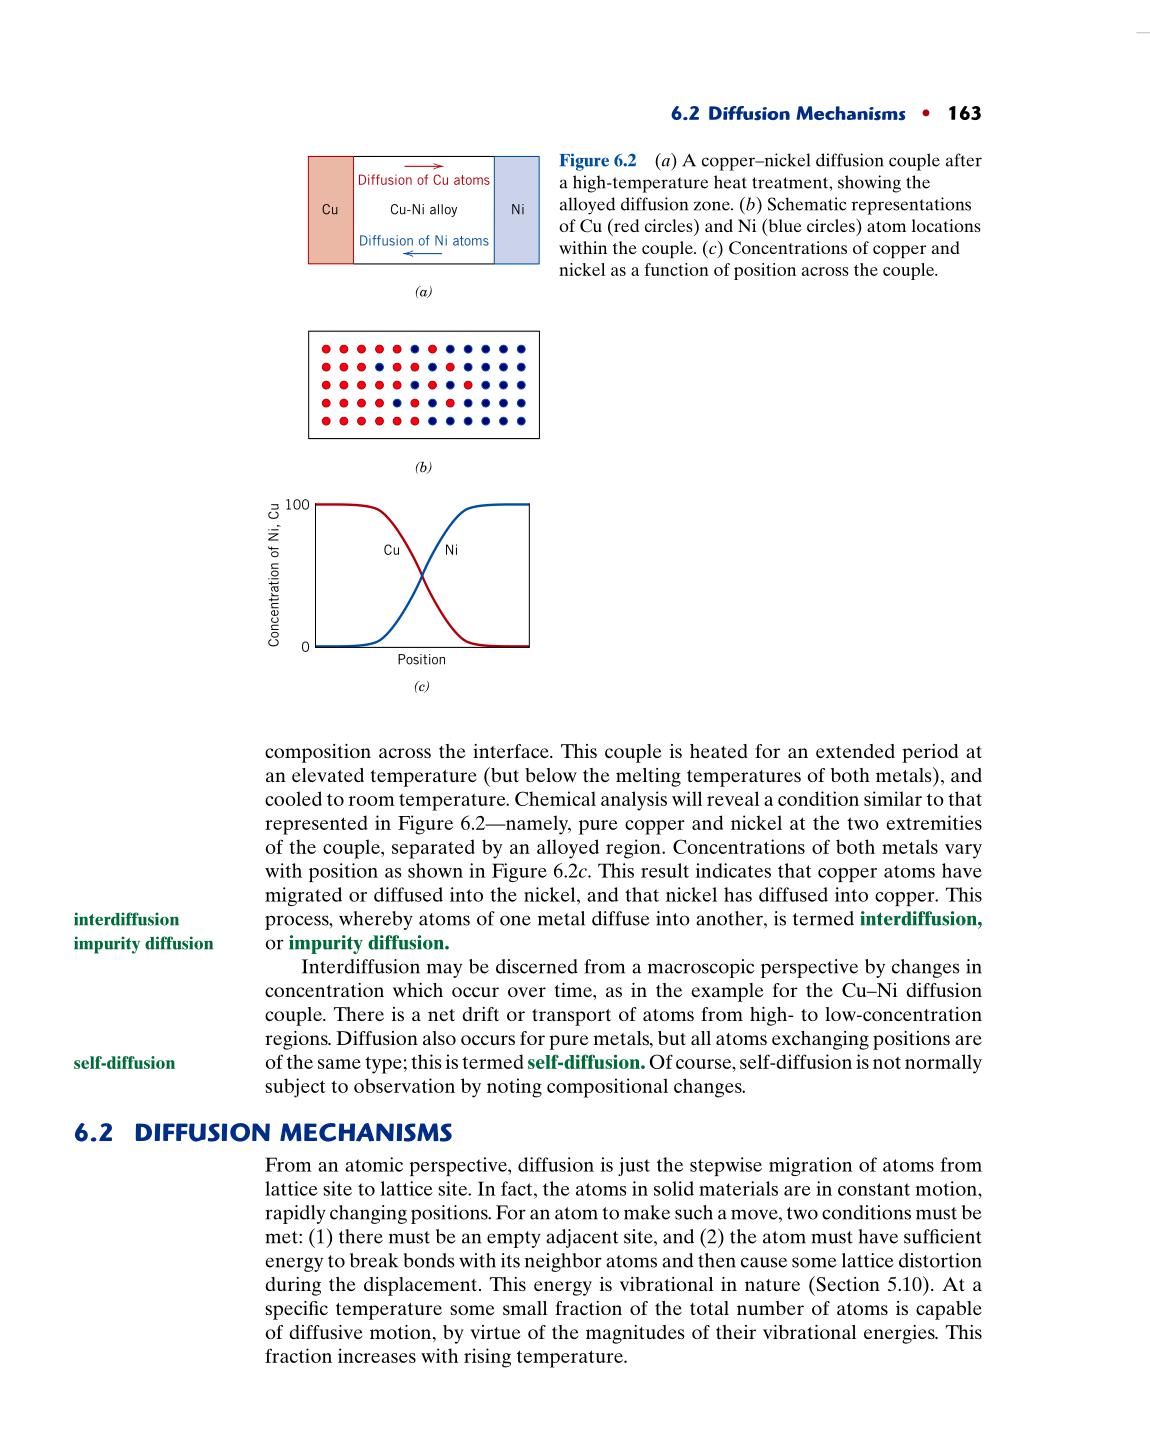 6.2 Diffusion Mechanisms • 163
Diffusion of Cu atoms
Cu
Cu-Ni alloy
Ni
Diffusion of Ni atoms
(a)
Figure 6.2 (a) A copper–nickel diffusion couple after
a high-temperature heat treatment, showing the
alloyed diffusion zone. (b) Schematic representations
of Cu (red circles) and Ni (blue circles) atom locations
within the couple. (c) Concentrations of copper and
nickel as a function of position across the couple.
(b)
Concentration of Ni, Cu
100
Cu
Ni
0
Position
(c)
composition across the interface. This couple is heated for an extended period at
an elevated temperature (but below the melting temperatures of both metals), and
cooled to room temperature. Chemical analysis will reveal a condition similar to that
represented in Figure 6.2—namely, pure copper and nickel at the two extremities
of the couple, separated by an alloyed region. Concentrations of both metals vary
with position as shown in Figure 6.2c. This result indicates that copper atoms have
migrated or diffused into the nickel, and that nickel has diffused into copper. This
interdiffusion
process, whereby atoms of one metal diffuse into another, is termed interdiffusion,
impurity diffusion
or impurity diffusion.
Interdiffusion may be discerned from a macroscopic perspective by changes in
concentration which occur over time, as in the example for the Cu–Ni diffusion
couple. There is a net drift or transport of atoms from high- to low-concentration
regions. Diffusion also occurs for pure metals, but all atoms exchanging positions are
self-diffusion
of the same type; this is termed self-diffusion. Of course, self-diffusion is not normally
subject to observation by noting compositional changes.
6.2 DIFFUSION MECHANISMS
From an atomic perspective, diffusion is just the stepwise migration of atoms from
lattice site to lattice site. In fact, the atoms in solid materials are in constant motion,
rapidly changing positions. For an atom to make such a move, two conditions must be
met: (1) there must be an empty adjacent site, and (2) the atom must have sufficient
energy to break bonds with its neighbor atoms and then cause some lattice distortion
during the displacement. This energy is vibrational in nature (Section 5.10). At a
specific temperature some small fraction of the total number of atoms is capable
of diffusive motion, by virtue of the magnitudes of their vibrational energies. This
fraction increases with rising temperature.